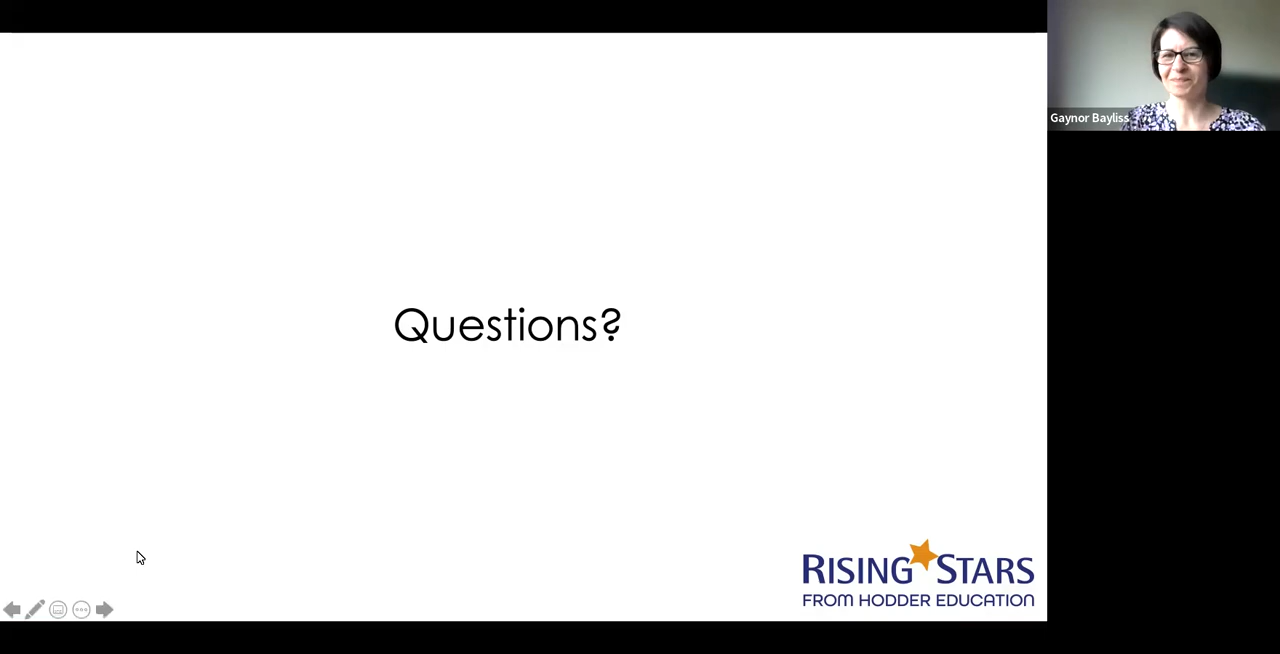 Gaynor Bayliss
Questions?
RISING STARS
FROM HODDER EDUCATION